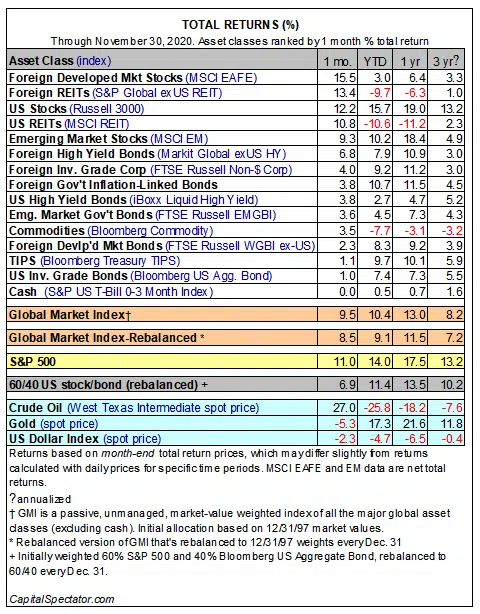 TOTAL RETURNS (%)
Through November 30, 2020. Asset classes ranked by 1 month % total return
Asset Class (index) 1 mo. YTD 1 yr 3 yr?
Foreign Developed Mkt Stocks (MSCI EAFE) 15.5 3.0 6.4 3.3
Foreign REITs (S&P Global ex US REIT) 13.4 -9.7 -6.3 1.0
US Stocks (Russell 3000) 12.2 15.7 19.0 13.2
US REITs (MSCI REIT) 10.8 -10.6 -11.2 2.3
Emerging Market Stocks (MSCI EM) 9.3 10.2 18.4 4.9
Foreign High Yield Bonds (Markit Global exUS HY) 6.8 7.9 10.9 3.0
Foreign Inv. Grade Corp (FTSE Russell Non-$ Corp) 4.0 9.2 11.2 3.0
Foreign Gov't Inflation-Linked Bonds 3.8 10.7 11.5 4.5
US High Yield Bonds (iBoxx Liquid High Yield) 3.8 2.7 4.7 5.2
Emg. Market Gov't Bonds (FTSE Russell EMGBI) 3.6 4.5 7.3 4.3
Commodities (Bloomberg Commodity) 3.5 -7.7 -3.1 -3.2
Foreign Devlp'd Mkt Bonds (FTSE Russell WGBI ex-US) 2.3 8.3 9.2 3.9
TIPS (Bloomberg Treasury TIPS) 1.1 9.7 10.1 5.9
US Inv. Grade Bonds (Bloomberg US Agg. Bond) 1.0 7.4 7.3 5.5
Cash (S&P US T-Bill 0-3 Month Index) 0.0 0.5 0.7 1.6
Global Market Index† 9.5 10.4 13.0 8.2
Global Market Index-Rebalanced * 8.5 9.1 11.5 7.2
S&P 500 11.0 14.0 17.5 13.2
60/40 US stock/bond (rebalanced) + 6.9 11.4 13.5 10.2
Crude Oil (West Texas Intermediate spot price) 27.0 -25.8 -18.2 -7.6
Gold (spot price) -5.3 17.3 21.6 11.8
US Dollar Index (spot price) -2.3 -4.7 -6.5 -0.4
Returns based on month-end total return prices, which may differ slightly from returns
calculated with daily prices for specific time periods. MSCI EAFE and EM data are net total
returns.
? annualized
† GMI is a passive, unmanaged, market-value weighted index of all the major global asset
classes (excluding cash). Initial allocation based on 12/31/97 market values.
* Rebalanced version of GMI that's rebalanced to 12/31/97 weights every Dec. 31
+ Initially weighted 60% S&P 500 and 40% Bloomberg US Aggregate Bond, rebalanced to
60/40 every Dec. 31.
CapitalSpectator.com